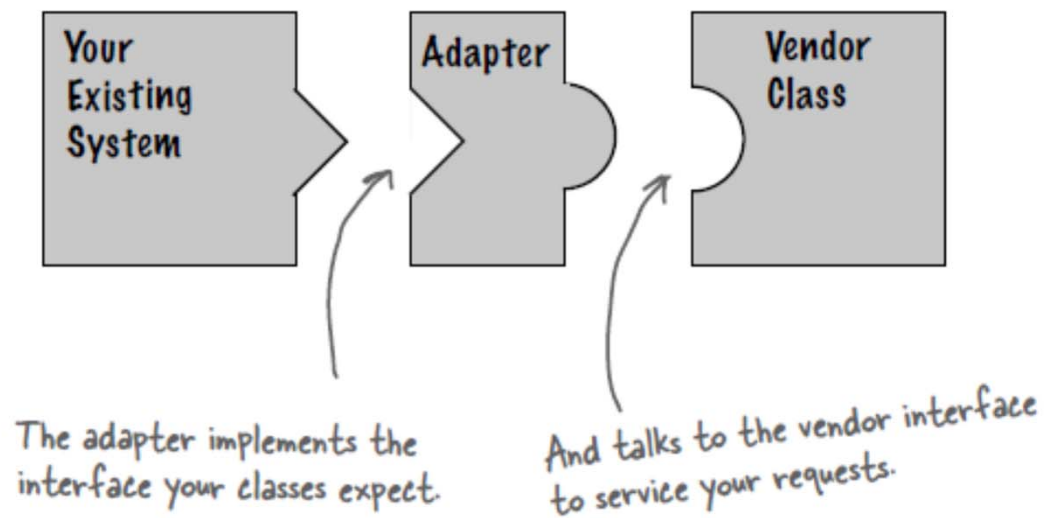 Your
Existing
System
Adapter
Vendor
Class
The adapter implements the
interface your classes expect.
And talks to the vendor interface
to service your requests.